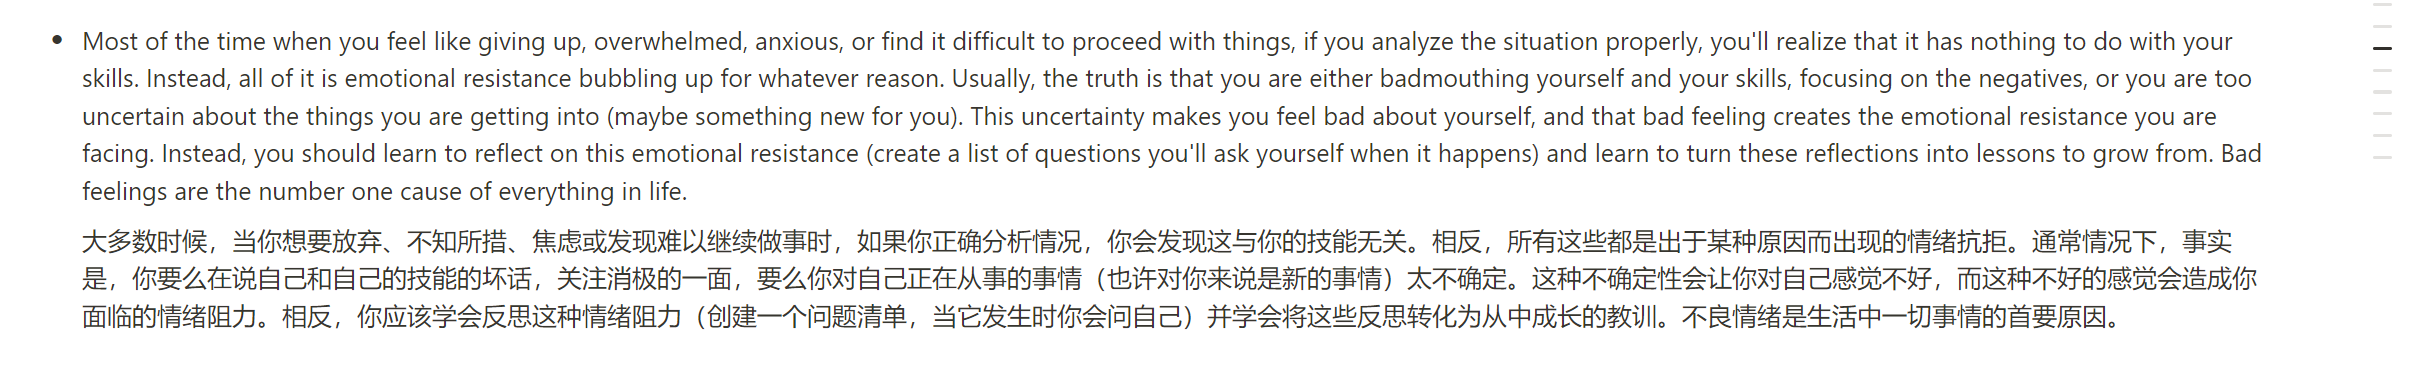 • Most of the time when you feel like giving up, overwhelmed, anxious, or find it difficult to proceed with things, if you analyze the situation properly, you'll realize that it has nothing to do with your
skills. Instead, all of it is emotional resistance bubbling up for whatever reason. Usually, the truth is that you are either badmouthing yourself and your skills, focusing on the negatives, or you are too
uncertain about the things you are getting into (maybe something new for you). This uncertainty makes you feel bad about yourself, and that bad feeling creates the emotional resistance you are
facing. Instead, you should learn to reflect on this emotional resistance (create a list of questions you'll ask yourself when it happens) and learn to turn these reflections into lessons to grow from. Bad
feelings are the number one cause of everything in life.
大多数时候，当你想要放弃、不知所措、焦虑或发现难以继续做事时，如果你正确分析情况，你会发现这与你的技能无关。相反，所有这些都是出于某种原因而出现的情绪抗拒。通常情况下，事实
是，你要么在说自己和自己的技能的坏话，关注消极的一面，要么你对自己正在从事的事情（也许对你来说是新的事情）太不确定。这种不确定性会让你对自己感觉不好，而这种不好的感觉会造成你
面临的情绪阻力。相反，你应该学会反思这种情绪阻力（创建一个问题清单，当它发生时你会问自己）并学会将这些反思转化为从中成长的教训。不良情绪是生活中一切事情的首要原因。